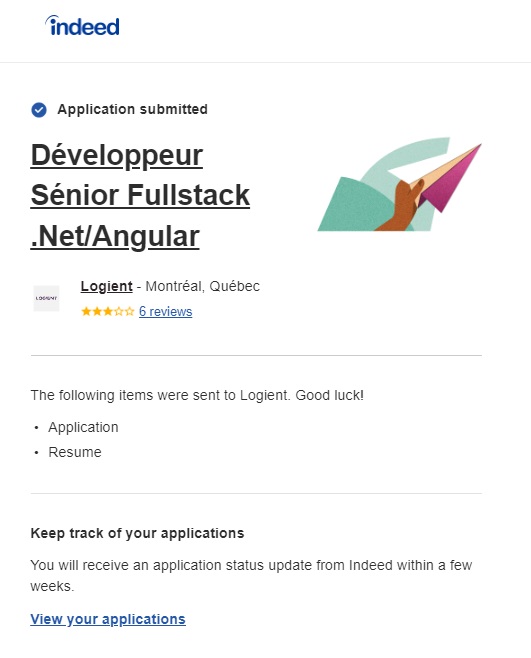 indeed
Application submitted
Développeur
Sénior Fullstack
.Net/Angular
LOGIENT
Logient - Montréal, Québec
6 reviews
The following items were sent to Logient. Good luck!
• Application
• Resume
Keep track of your applications
You will receive an application status update from Indeed within a few
weeks.
View your applications